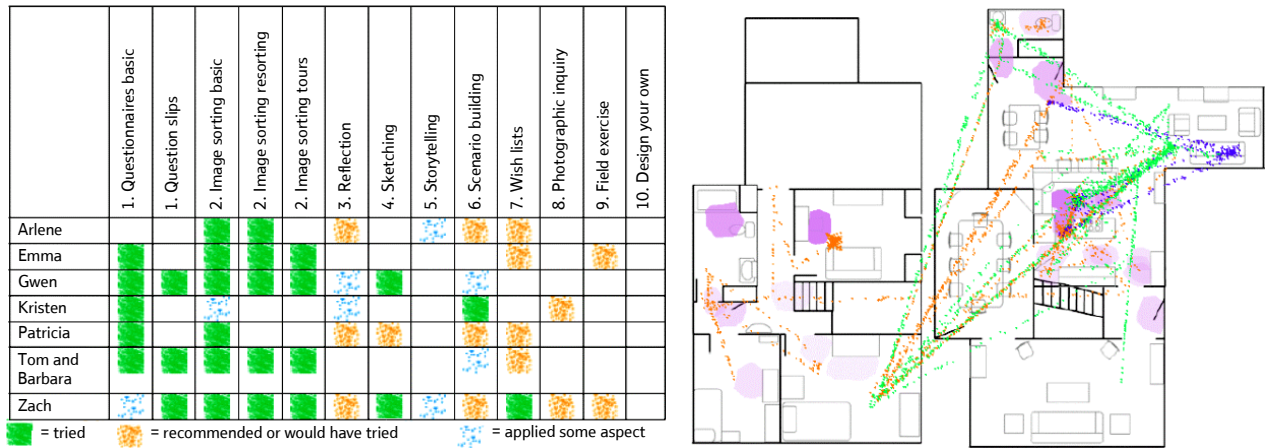 1. Questionnaires basic
1. Question slips
2. Image sorting basic
2. Image sorting resorting
2. Image sorting tours
3. Reflection
4. Sketching
5. Storytelling
6. Scenario building
7. Wish lists
8. Photographic inquiry
9. Field exercise
10. Design your own
Arlene
Emma
Gwen
Kristen
Patricia
Tom and
Barbara
Zach
= tried
= recommended or would have tried
= applied some aspect